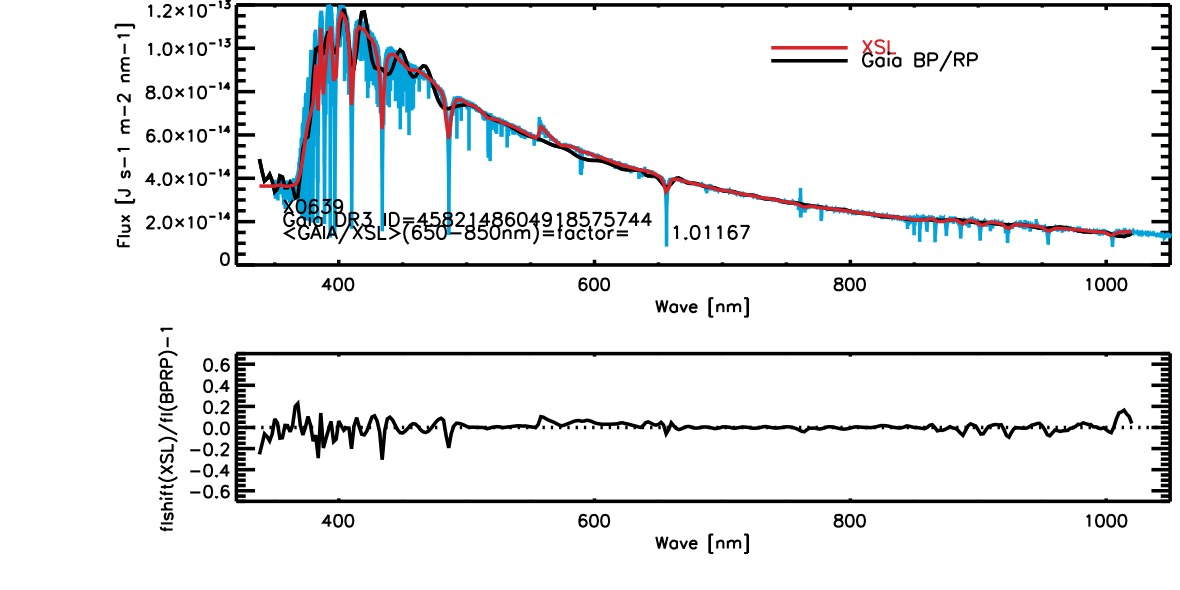 1.2×10−13
1.0×10−13
8.0×10−14
6.0×10−14
4.0×10−14
2.0×10−14
0
Flux [J s−1 m−2 nm−1]
XSL
Gaia BP/RP
X0639
Gaia DR3 ID=4582148604918575744
<GAIA/XSL>(650−850nm)=factor= 1.01167
400 600 800 1000
Wave [nm]
0.6
0.4
0.2
0.0
−0.2
−0.4
−0.6
flshift(XSL)/fl(BPRP)−1
400 600 800 1000
Wave [nm]